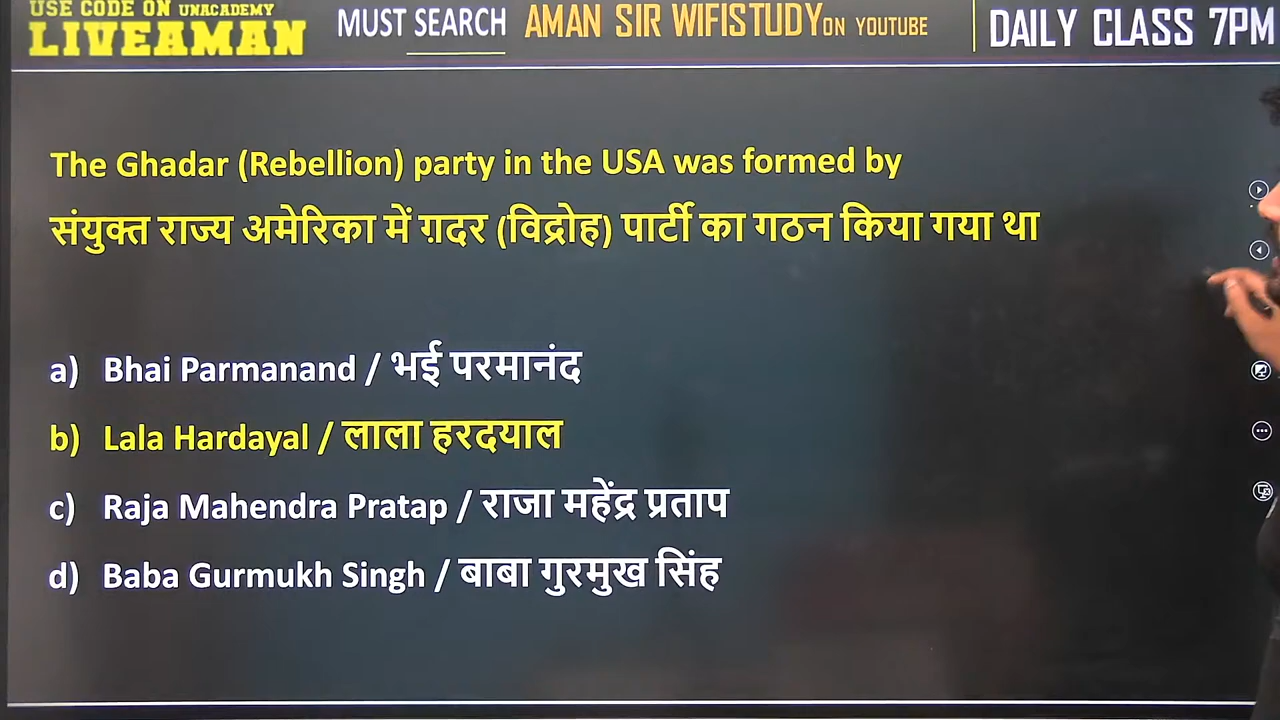 USE CODE ON UNACADEMY
LIVEAMAN
MUST SEARCH AMAN SIR WIFISTUDY ON YOUTUBE
DAILY CLASS 7PM
The Ghadar (Rebellion) party in the USA was formed by
संयुक्त राज्य अमेरिका में ग़दर (विद्रोह) पार्टी का गठन किया गया था
a) Bhai Parmanand / भई परमानंद
b) Lala Hardayal / लाला हरदयाल
c) Raja Mahendra Pratap / राजा महेंद्र प्रताप
d) Baba Gurmukh Singh / बाबा गुरमुख सिंह